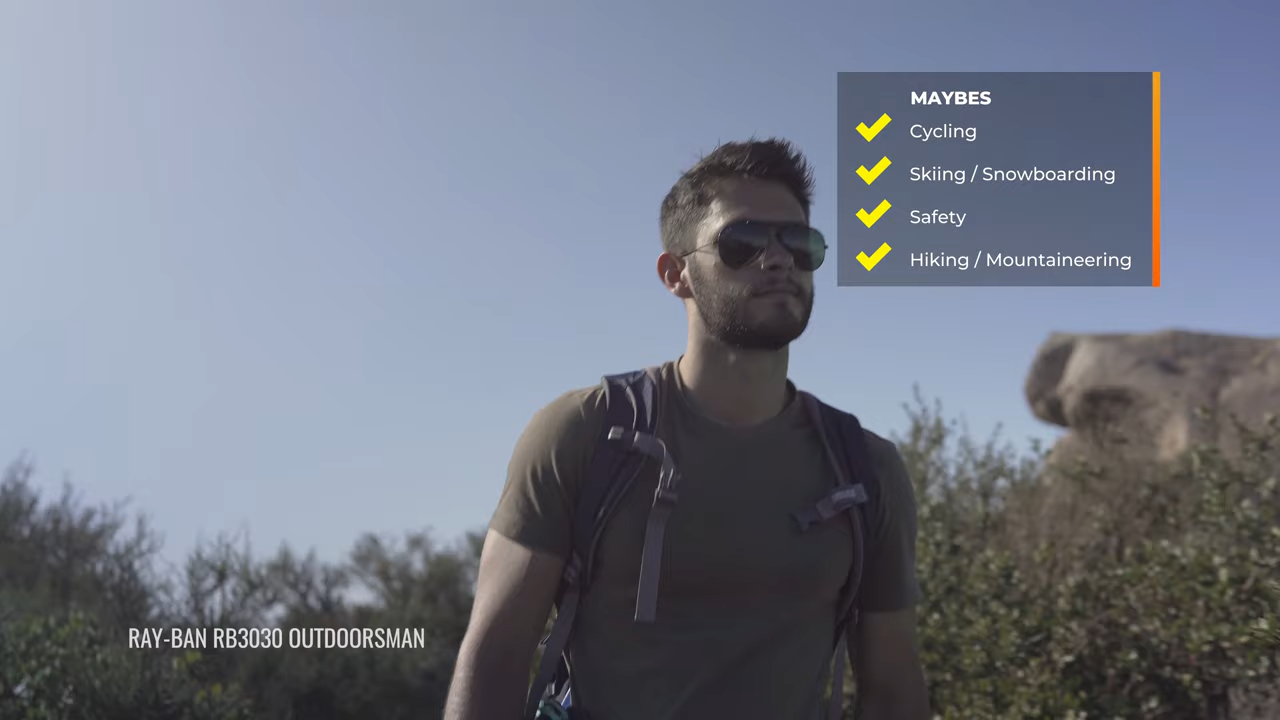 MAYBES
Cycling
Skiing / Snowboarding
Safety
Hiking / Mountaineering
RAY-BAN RB3030 OUTDOORSMAN